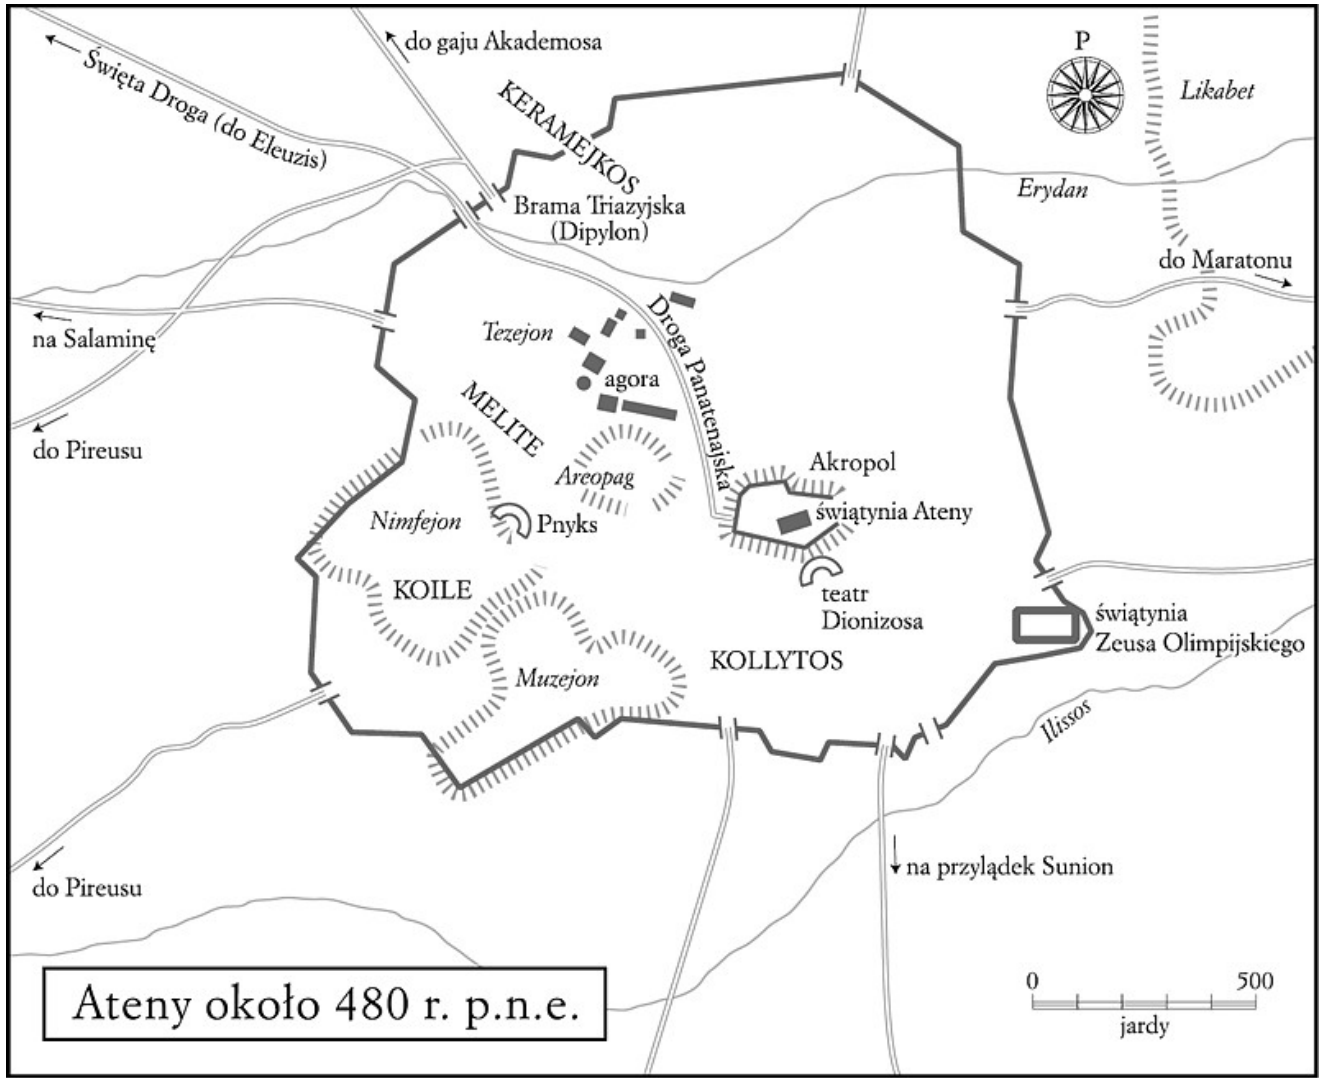 do gaju Akademosa
P
Święta Droga (do Eleuzis)
KERAMEJKOS
Likabet
Erydan
Brama Triazyjska
(Dipylon)
do Maratonu
na Salaminę
Tezejon
Droga Panatenajska
agora
MELITE
do Pireusu
Areopag
Akropol
Nimfejon
Pnyks
świątynia Ateny
KOILE
teatr
Dionizosa
świątynia
Zeusa Olimpijskiego
KOLLYTOS
Muzejon
Ilissos
do Pireusu
na przylądek Sunion
Ateny około 480 r. p.n.e.
0 500
jardy